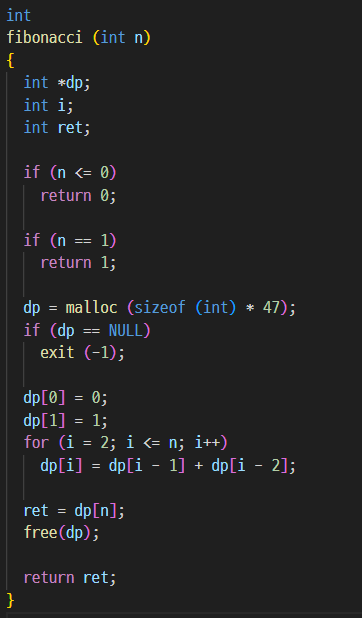 int
fibonacci (int n)
{
  int *dp;
  int i;
  int ret;

  if (n <= 0)
    return 0;

  if (n == 1)
    return 1;

  dp = malloc (sizeof (int) * 47);
  if (dp == NULL)
    exit (-1);

  dp[0] = 0;
  dp[1] = 1;
  for (i = 2; i <= n; i++)
    dp[i] = dp[i - 1] + dp[i - 2];

  ret = dp[n];
  free(dp);

  return ret;
}